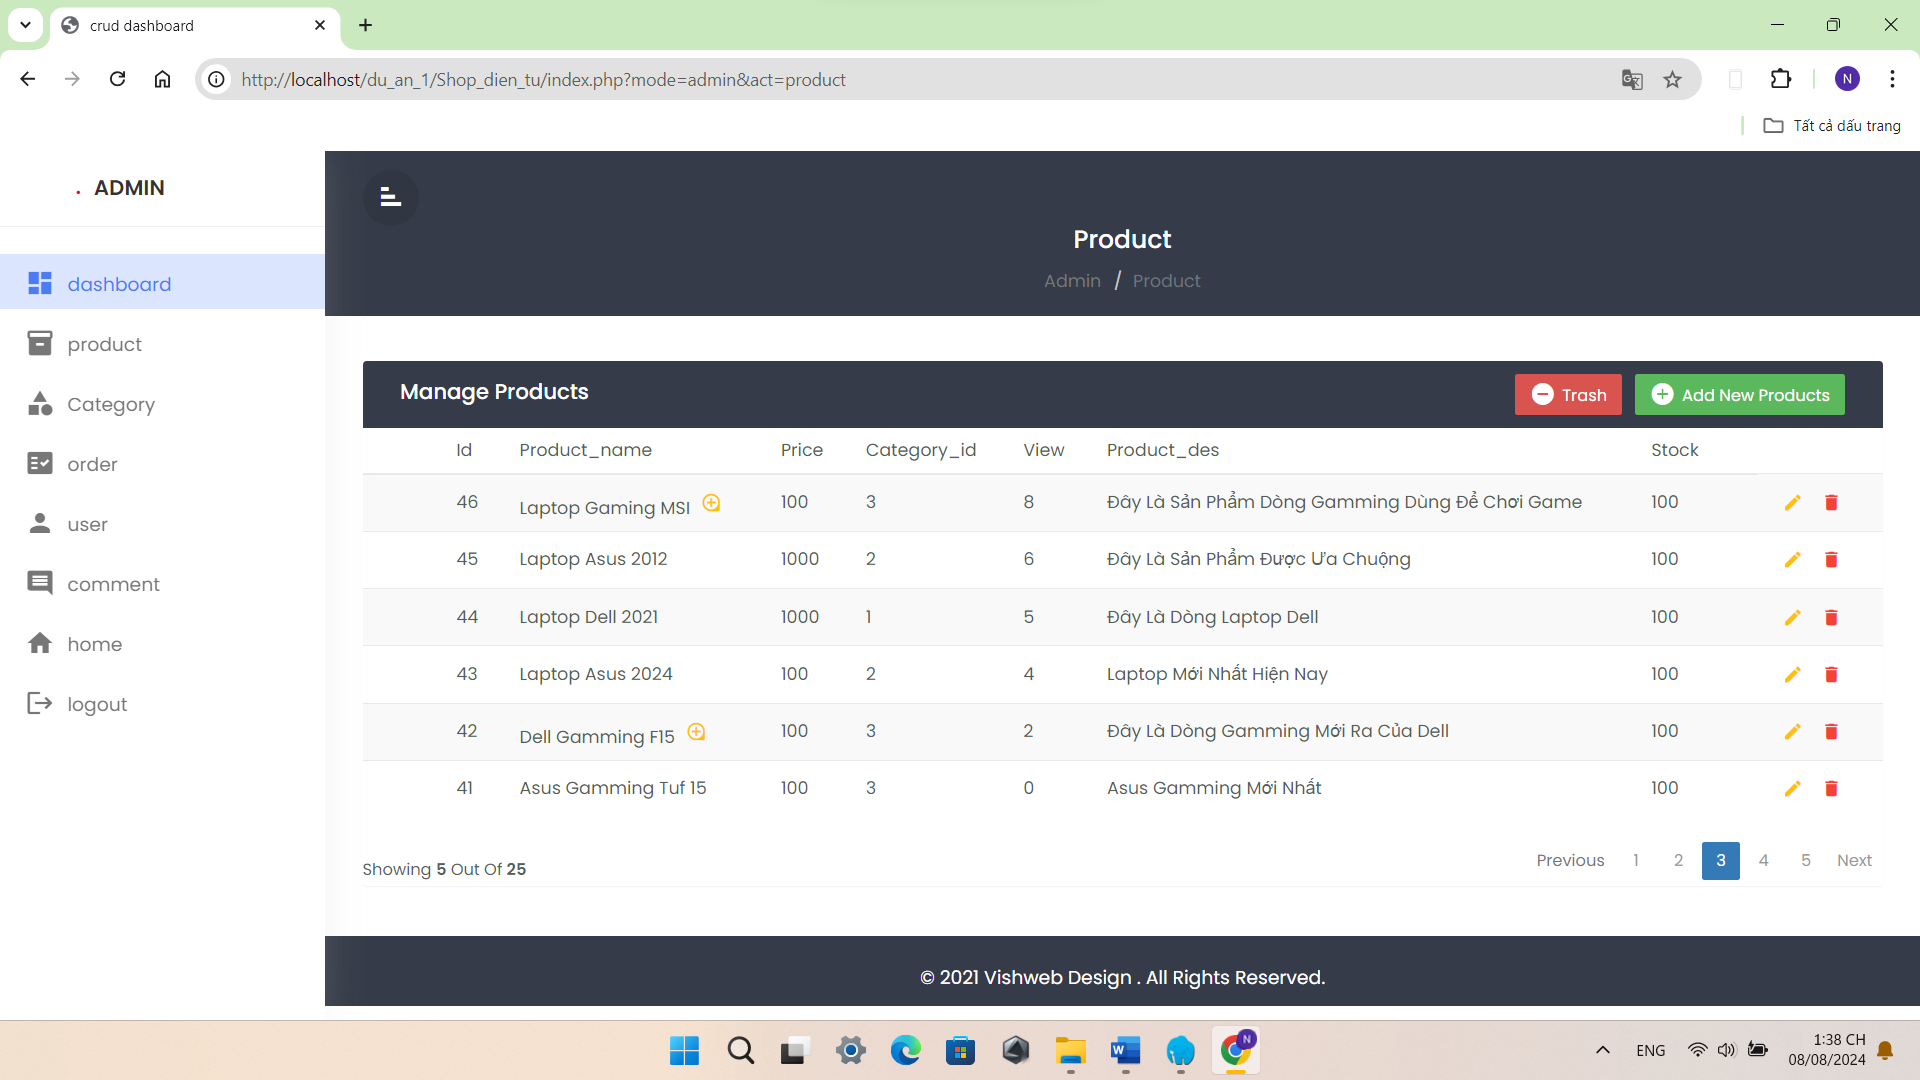 crud dashboard
http://localhost/du_an_1/Shop_dien_tu/index.php?mode=admin&act=product
N
Tất cả dấu trang
ADMIN
dashboard
product
Category
order
user
comment
home
logout
Product
Admin / Product
Manage Products
Trash
Add New Products
Id Product_name Price Category_id View Product_des Stock
46 Laptop Gaming MSI 100 3 8 Đây Là Sản Phẩm Dòng Gamming Dùng Để Chơi Game 100
45 Laptop Asus 2012 1000 2 6 Đây Là Sản Phẩm Được Ưa Chuộng 100
44 Laptop Dell 2021 1000 1 5 Đây Là Dòng Laptop Dell 100
43 Laptop Asus 2024 100 2 4 Laptop Mới Nhất Hiện Nay 100
42 Dell Gamming F15 100 3 2 Đây Là Dòng Gamming Mới Ra Của Dell 100
41 Asus Gamming Tuf 15 100 3 0 Asus Gamming Mới Nhất 100
Showing 5 Out Of 25
Previous 1 2 3 4 5 Next
© 2021 Vishweb Design . All Rights Reserved.
W
N
ENG
1:38 CH
08/08/2024